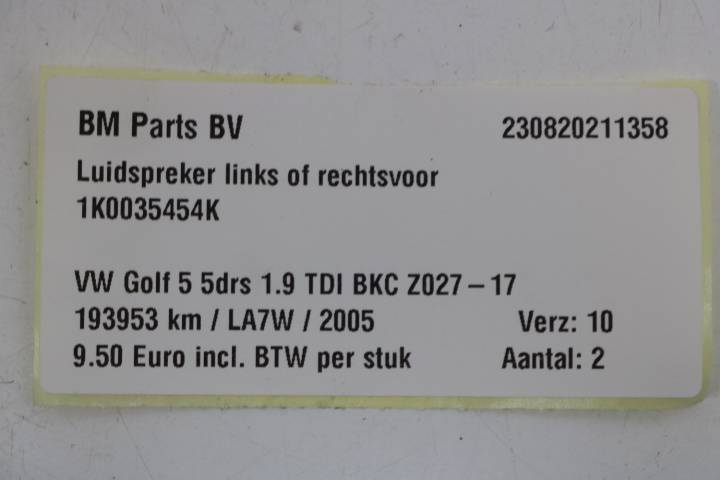 BM Parts BV 230820211358
Luidspreker links of rechtsvoor
1K0035454K
VW Golf 5 5drs 1.9 TDI BKC Z027-17
193953 km / LA7W / 2005 Verz: 10
9.50 Euro incl. BTW per stuk Aantal: 2